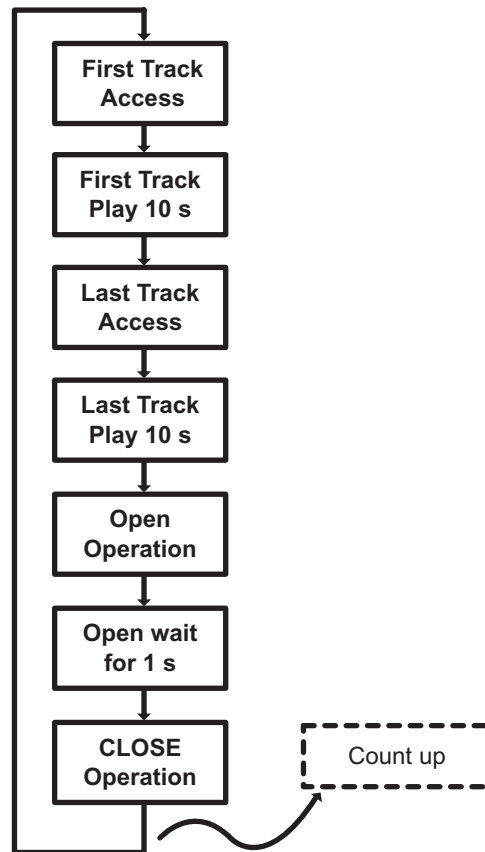 First Track
Access
First Track
Play 10 s
Last Track
Access
Last Track
Play 10 s
Open
Operation
Open wait
for 1 s
CLOSE
Operation
Count up